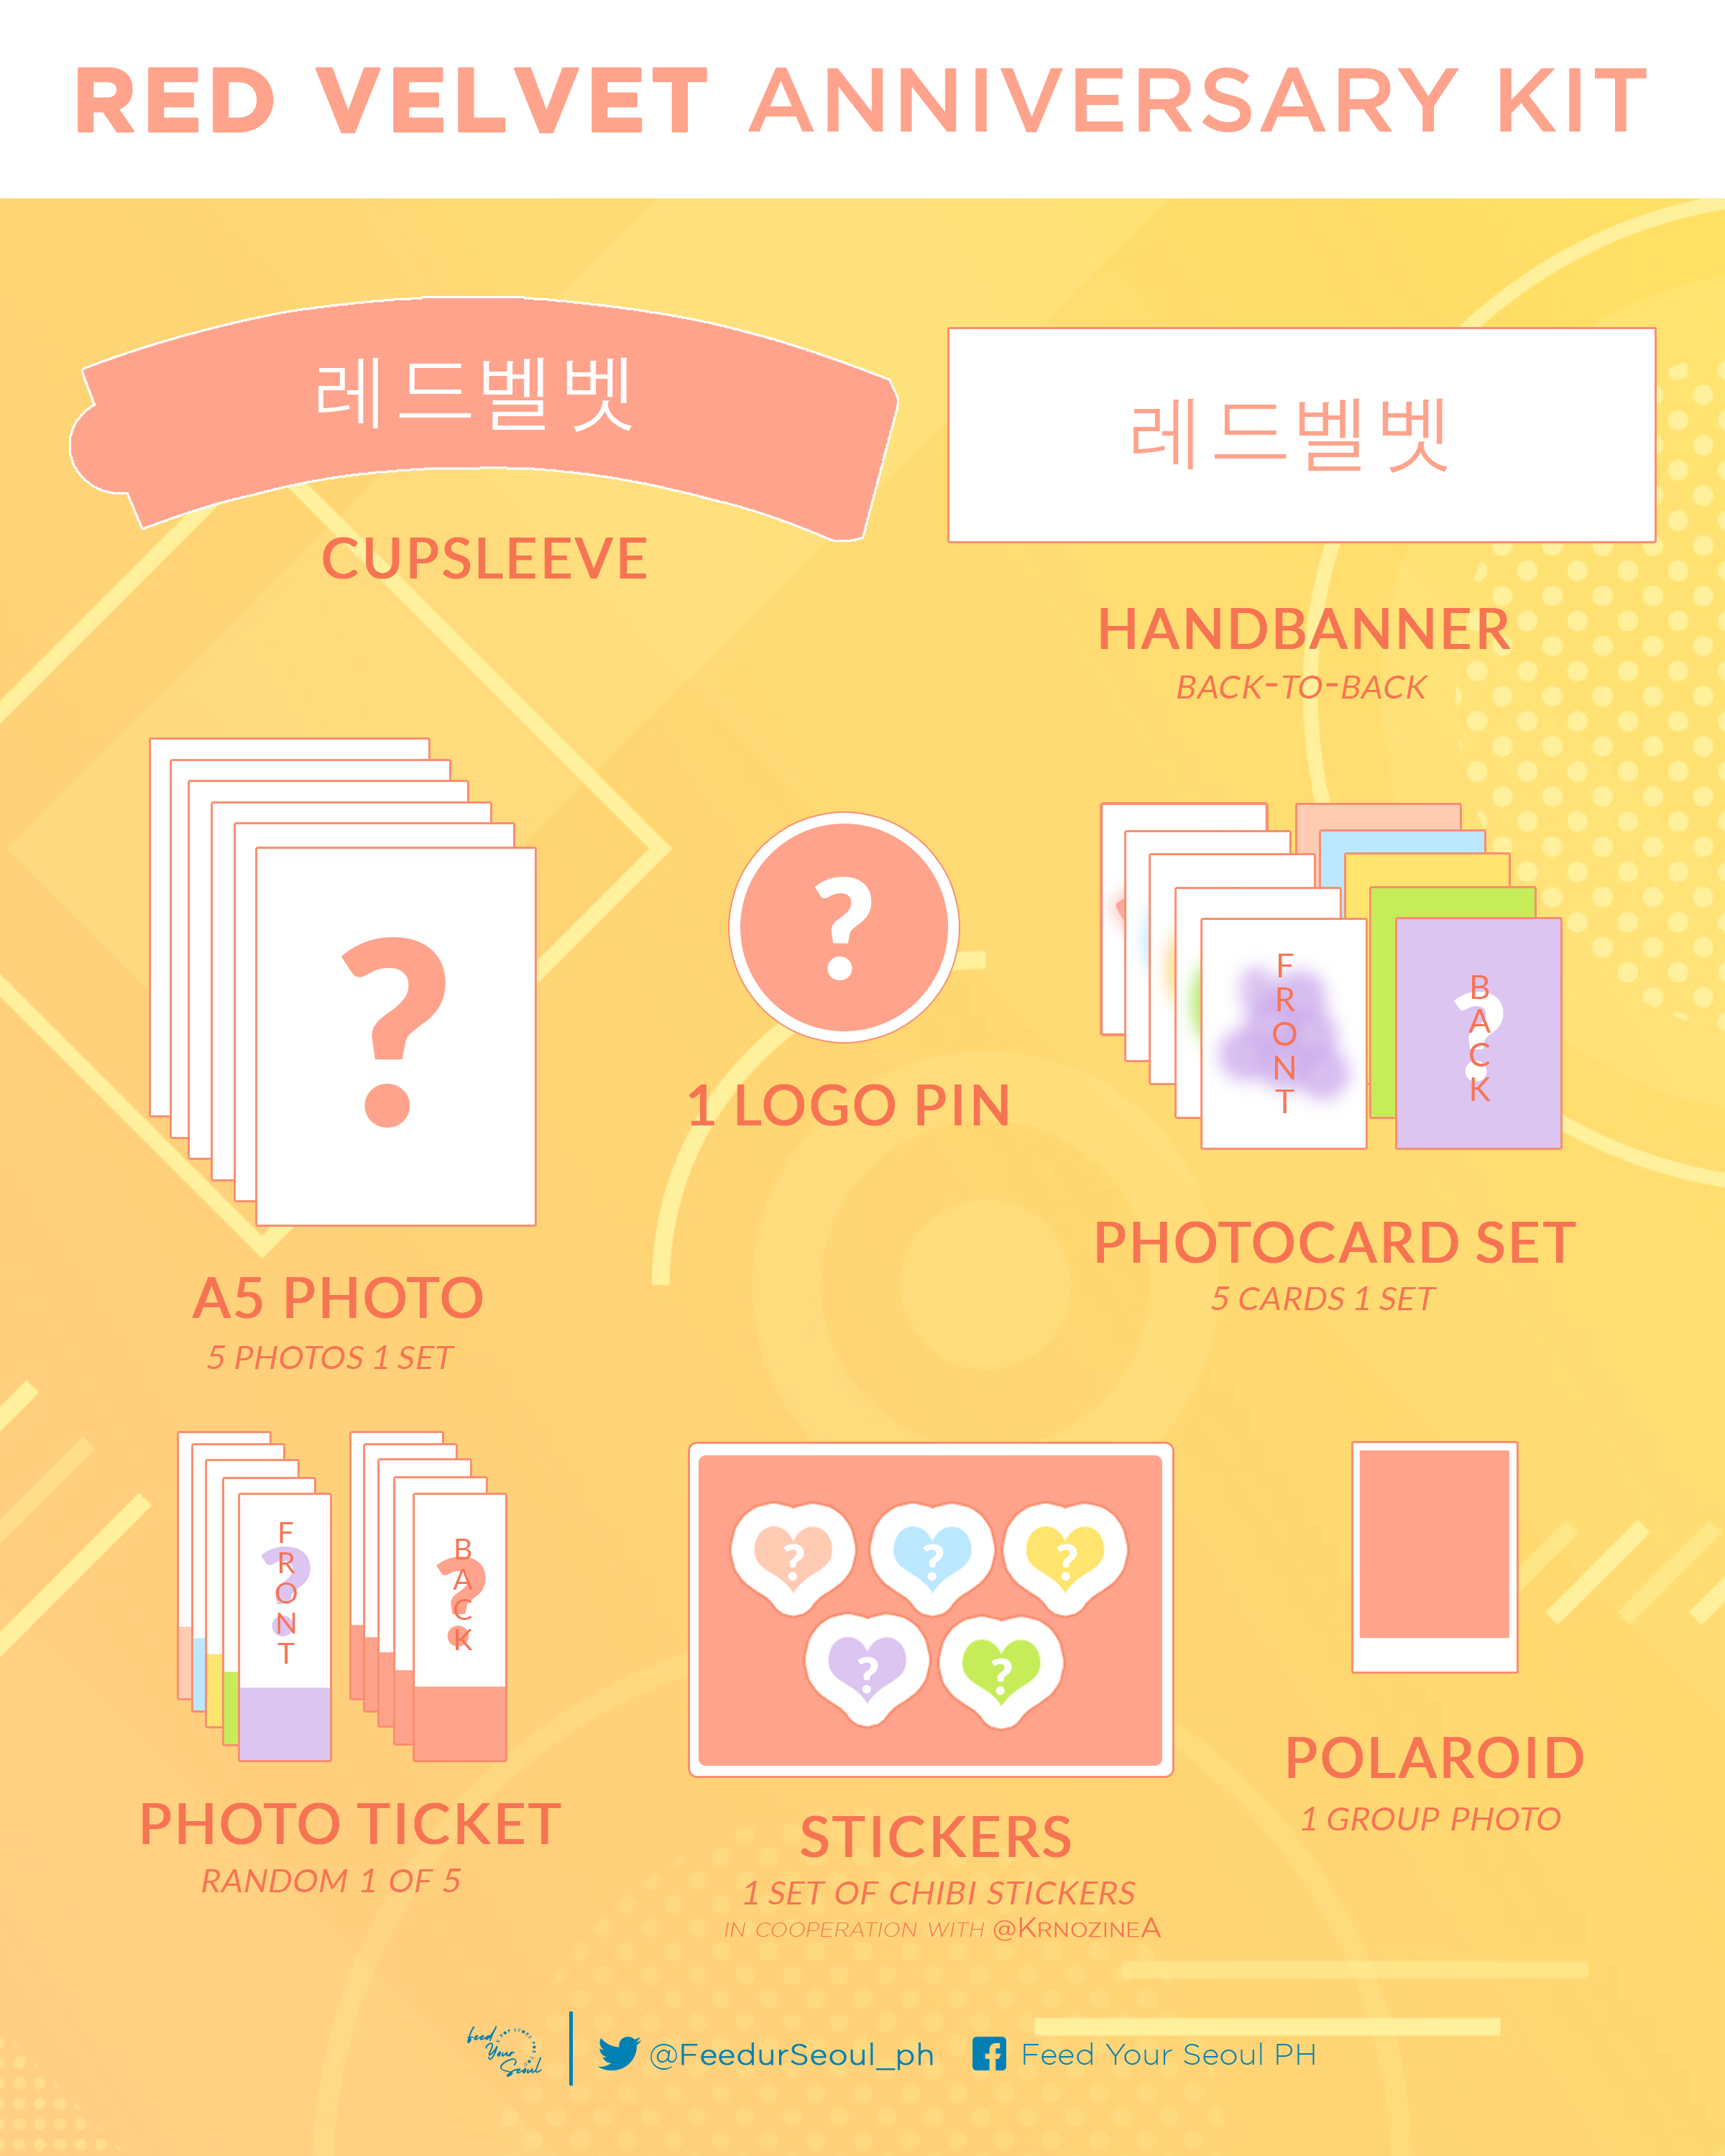 RED VELVET ANNIVERSARY KIT
레드벨벳
CUPSLEEVE
레드벨벳
HANDBANNER
BACK-TO-BACK
?
A5 PHOTO
5 PHOTOS 1 SET
?
1 LOGO PIN
FRONT
?
BACK
PHOTOCARD SET
5 CARDS 1 SET
?
FRONT
?
BACK
PHOTO TICKET
RANDOM 1 OF 5
? ? ?
? ?
STICKERS
1 SET OF CHIBI STICKERS
IN COOPERATION WITH @KRNOZINEA
POLAROID
1 GROUP PHOTO
Feed Your Seoul
@FeedurSeoul_ph
Feed Your Seoul PH